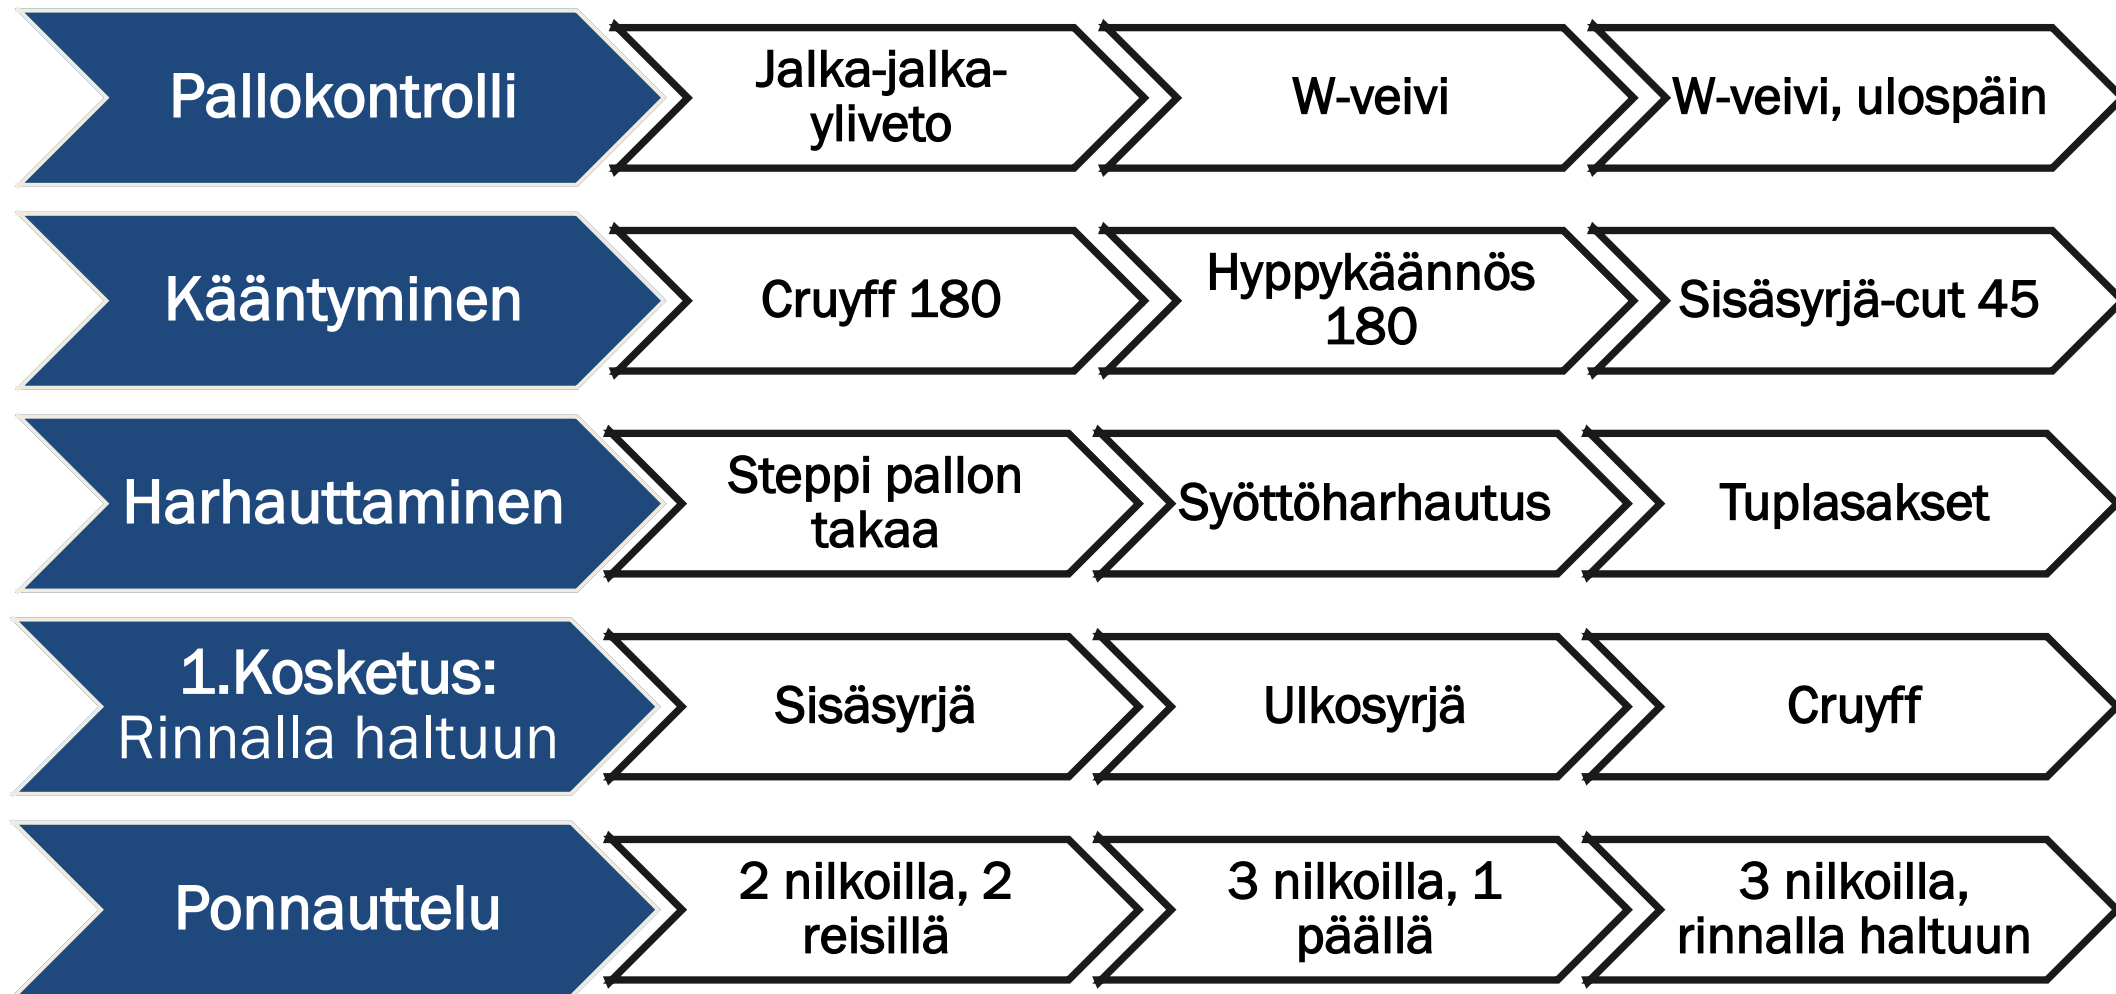 Pallokontrolli
Jalka-jalka-
yliveto
W-veivi
W-veivi, ulospäin
Kääntyminen
Cruyff 180
Hyppykäännös
180
Sisäsyrjä-cut 45
Harhauttaminen
Steppi pallon
takaa
Syöttöharhautus
Tuplasakset
1.Kosketus:
Rinnalla haltuun
Sisäsyrjä
Ulkosyrjä
Cruyff
Ponnauttelu
2 nilkoilla, 2
reisillä
3 nilkoilla, 1
päällä
3 nilkoilla,
rinnalla haltuun